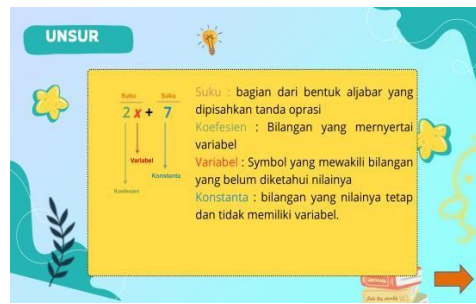 UNSUR
Suku Suku
2 x + 7
Variabel
Konstanta
Koefesien
Suku : bagian dari bentuk aljabar yang
dipisahkan tanda oprasi
Koefesien : Bilangan yang mernyertai
variabel
Variabel : Symbol yang mewakili bilangan
yang belum diketahui nilainya
Konstanta : bilangan yang nilainya tetap
dan tidak memiliki variabel.